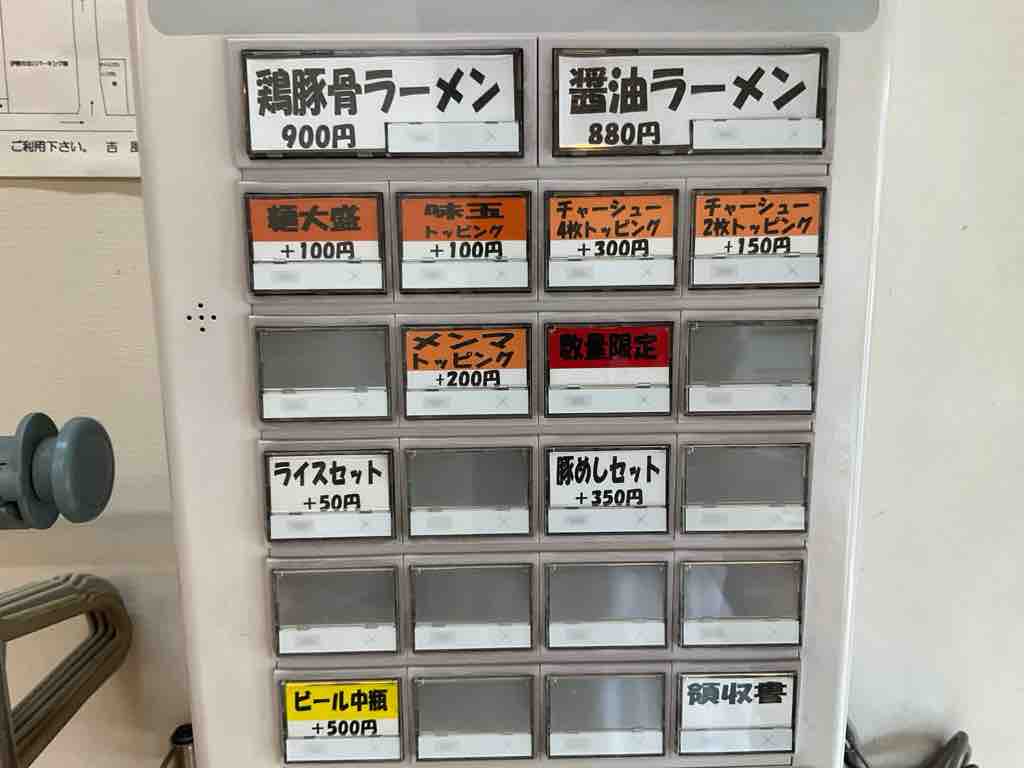 ご利用下さい。 吉
鶏豚骨ラーメン
900円
醤油ラーメン
880円
麺大盛
+100円
味玉
トッピング
+100円
チャーシュー
4枚トッピング
+300円
チャーシュー
2枚トッピング
+150円
メンマ
トッピング
+200円
数量限定
ライスセット
+50円
豚めしセット
+350円
ビール中瓶
+500円
領収書